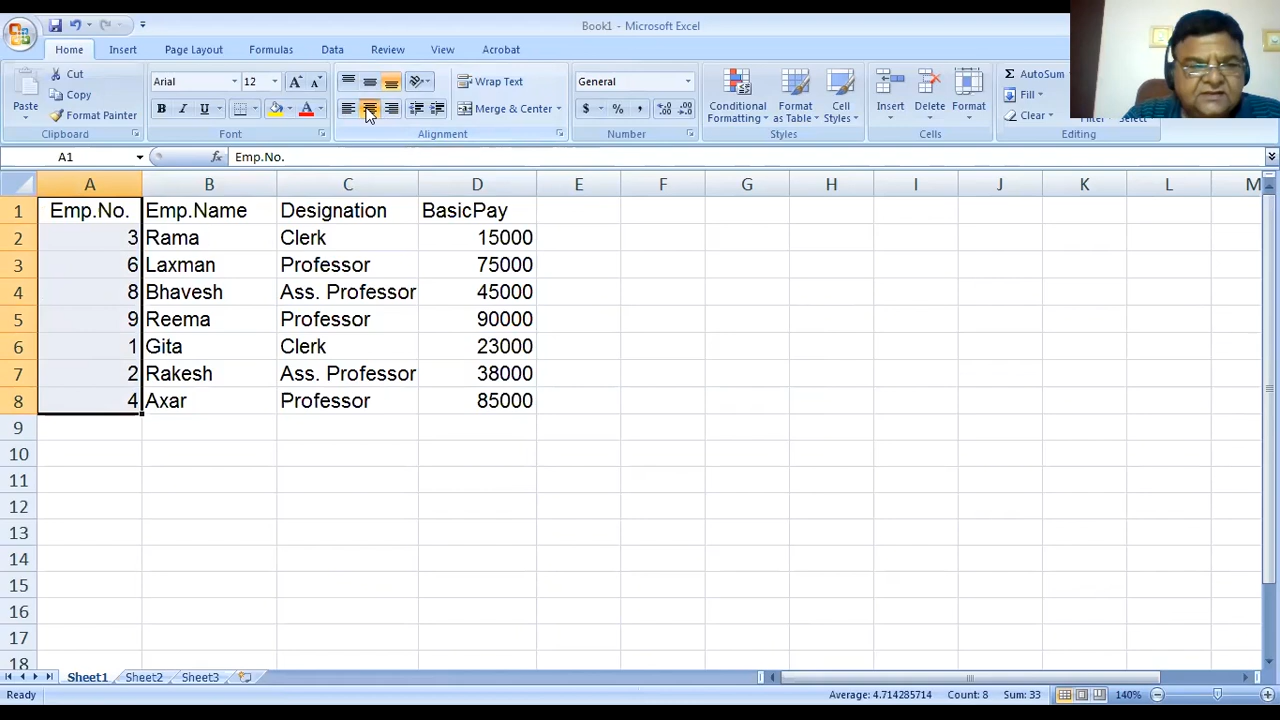 Book1 - Microsoft Excel
Home Insert Page Layout Formulas Data Review View Acrobat
Paste Cut Copy Format Painter
Arial 12
B I U A
Wrap Text
Merge & Center
General
$ % ,
Conditional Formatting Format as Table Cell Styles
Insert Delete Format
Σ AutoSum
Fill
Clear Filter Select
Clipboard Font Alignment Number Styles Cells Editing
A1 fx Emp.No.
A B C D E F G H I J K L M
1 Emp.No. Emp.Name Designation BasicPay
2 3 Rama Clerk 15000
3 6 Laxman Professor 75000
4 8 Bhavesh Ass. Professor 45000
5 9 Reema Professor 90000
6 1 Gita Clerk 23000
7 2 Rakesh Ass. Professor 38000
8 4 Axar Professor 85000
9
10
11
12
13
14
15
16
17
18
Sheet1 Sheet2 Sheet3
Ready Average: 4.714285714 Count: 8 Sum: 33 140%